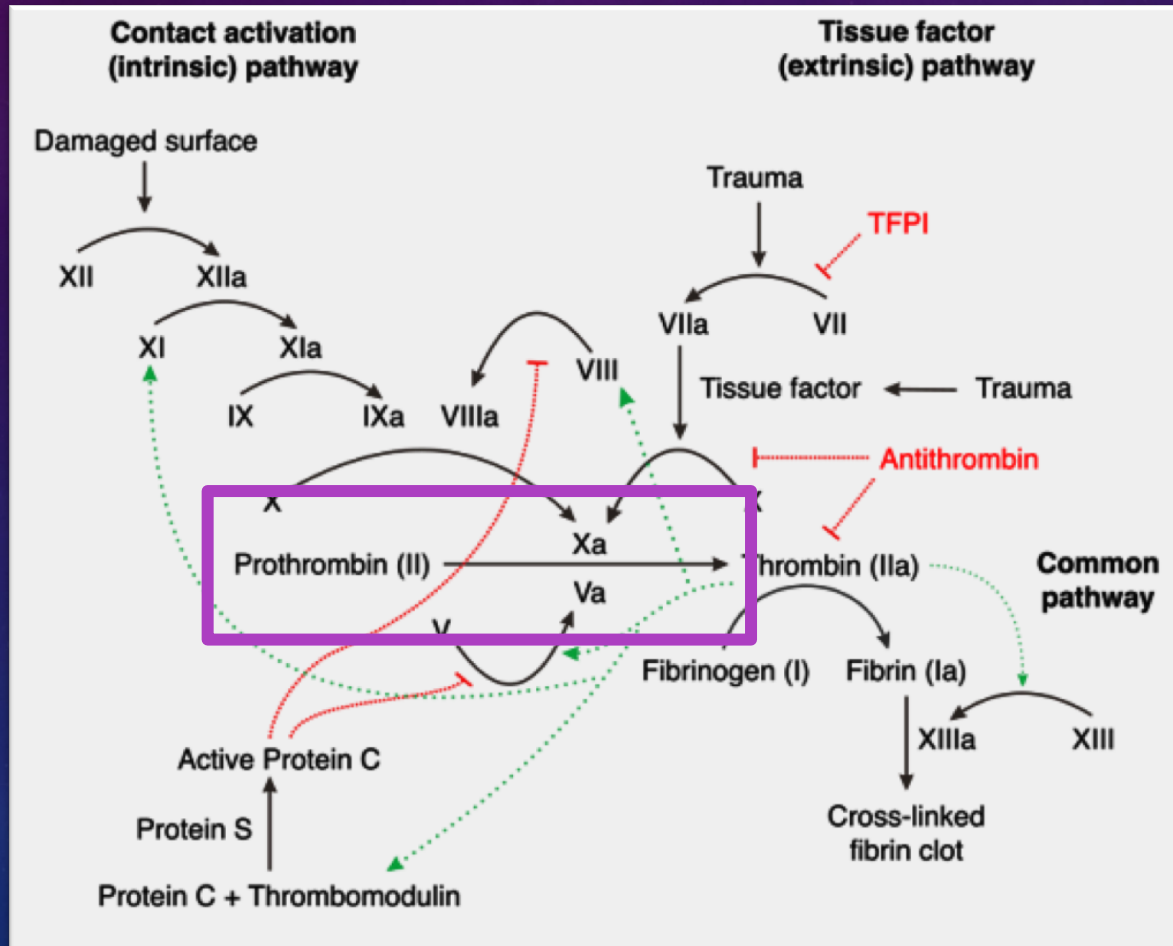 Contact activation
(intrinsic) pathway
Tissue factor
(extrinsic) pathway
Damaged surface
Trauma
TFPI
XII
XIIa
XI
XIa
VIIa
VII
VIII
Tissue factor
Trauma
IX
IXa
VIIIa
Antithrombin
X
X
Xa
Prothrombin (II)
Thrombin (IIa)
Common
pathway
Va
V
Fibrinogen (I)
Fibrin (Ia)
XIIIa
XIII
Active Protein C
Protein S
Cross-linked
fibrin clot
Protein C + Thrombomodulin